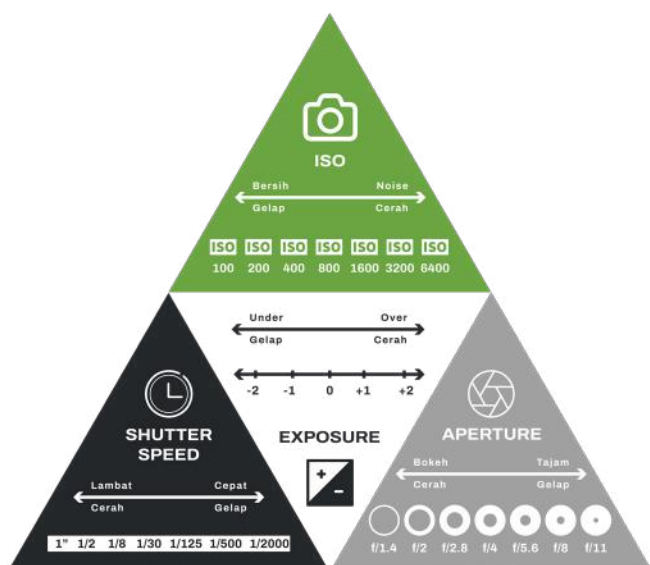 ISO
Bersih Noise
Gelap Cerah
ISO ISO ISO ISO ISO ISO ISO
100 200 400 800 1600 3200 6400
Under Over
Gelap Cerah
-2 -1 0 +1 +2
EXPOSURE
+ -
SHUTTER
SPEED
Lambat Cepat
Cerah Gelap
1" 1/2 1/8 1/30 1/125 1/500 1/2000
APERTURE
Bokeh Tajam
Cerah Gelap
f/1.4 f/2 f/2.8 f/4 f/5.6 f/8 f/11